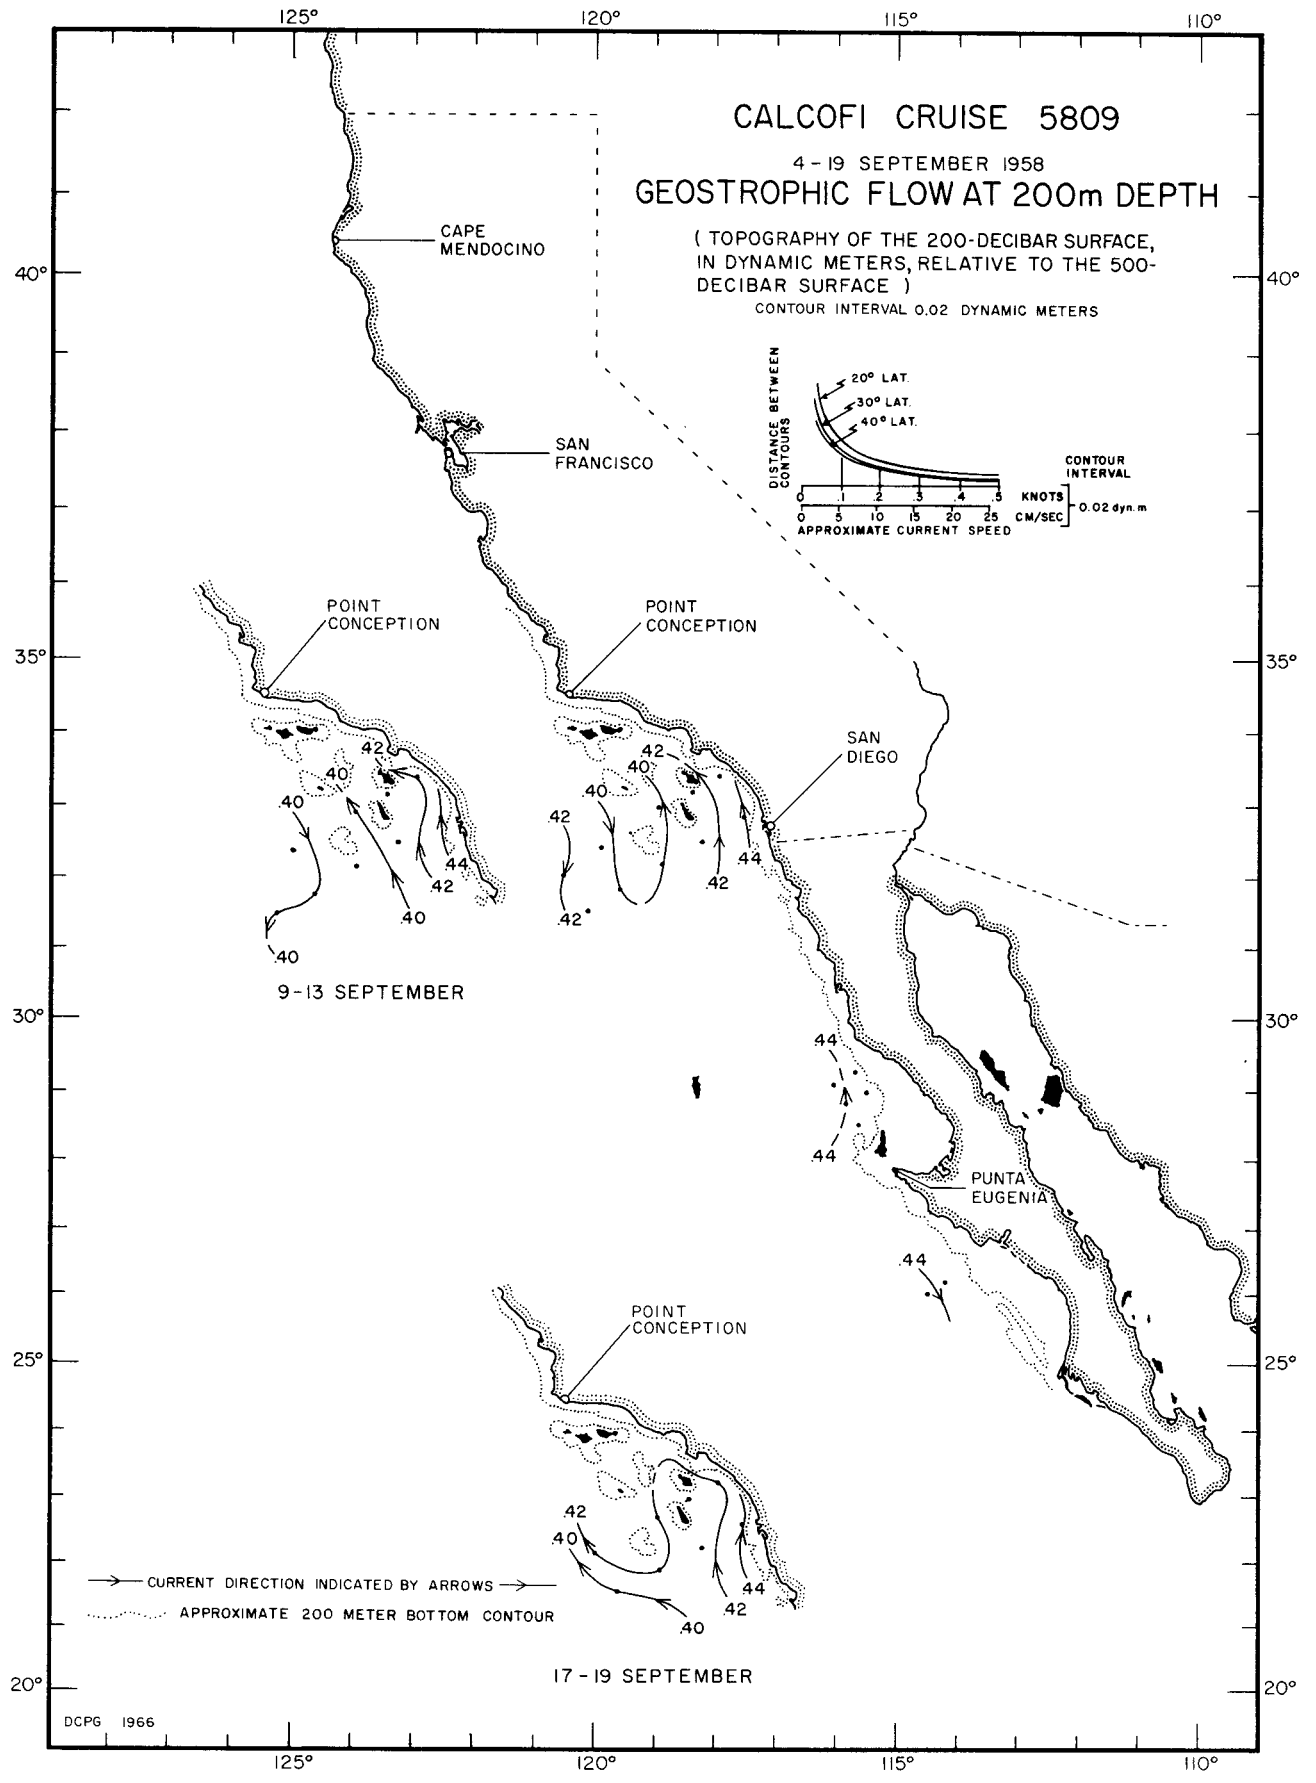 125° 120° 115° 110°
CALCOFI CRUISE 5809
4-19 SEPTEMBER 1958
GEOSTROPHIC FLOW AT 200m DEPTH
( TOPOGRAPHY OF THE 200-DECIBAR SURFACE,
IN DYNAMIC METERS, RELATIVE TO THE 500-
DECIBAR SURFACE )
CONTOUR INTERVAL 0.02 DYNAMIC METERS
CAPE
MENDOCINO
40° 40°
DISTANCE BETWEEN
CONTOURS
20° LAT.
30° LAT.
40° LAT.
SAN
FRANCISCO
CONTOUR
INTERVAL
0 .1 .2 .3 .4 .5 KNOTS
0.02 dyn. m
0 5 10 15 20 25 CM/SEC
APPROXIMATE CURRENT SPEED
POINT
CONCEPTION
POINT
CONCEPTION
35° 35°
SAN
DIEGO
.42
.40
.40
.44
.42
.40
.40
9-13 SEPTEMBER
.42
.40
.40
.42
.44
.42
.42
30° 30°
.44
.44
PUNTA
EUGENIA
.44
POINT
CONCEPTION
25° 25°
.42
.40
.44
.42
.40
CURRENT DIRECTION INDICATED BY ARROWS
APPROXIMATE 200 METER BOTTOM CONTOUR
17-19 SEPTEMBER
20° 20°
DCPG 1966
125° 120° 115° 110°